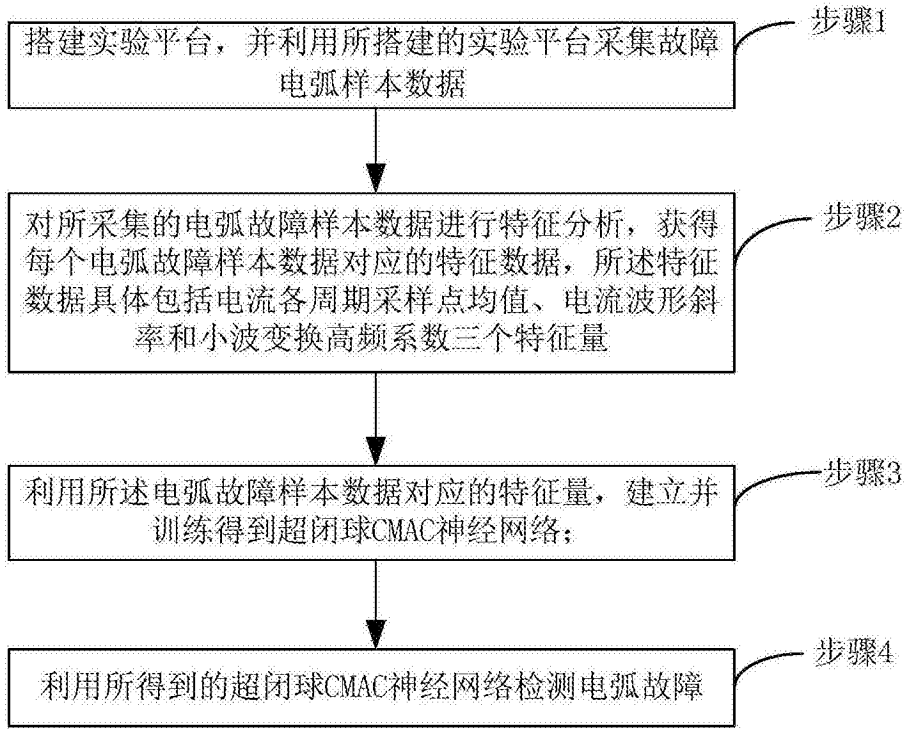 步骤1
搭建实验平台，并利用所搭建的实验平台采集故障
电弧样本数据
步骤2
对所采集的电弧故障样本数据进行特征分析，获得
每个电弧故障样本数据对应的特征数据，所述特征
数据具体包括电流各周期采样点均值、电流波形斜
率和小波变换高频系数三个特征量
步骤3
利用所述电弧故障样本数据对应的特征量，建立并
训练得到超闭球CMAC神经网络；
步骤4
利用所得到的超闭球CMAC神经网络检测电弧故障